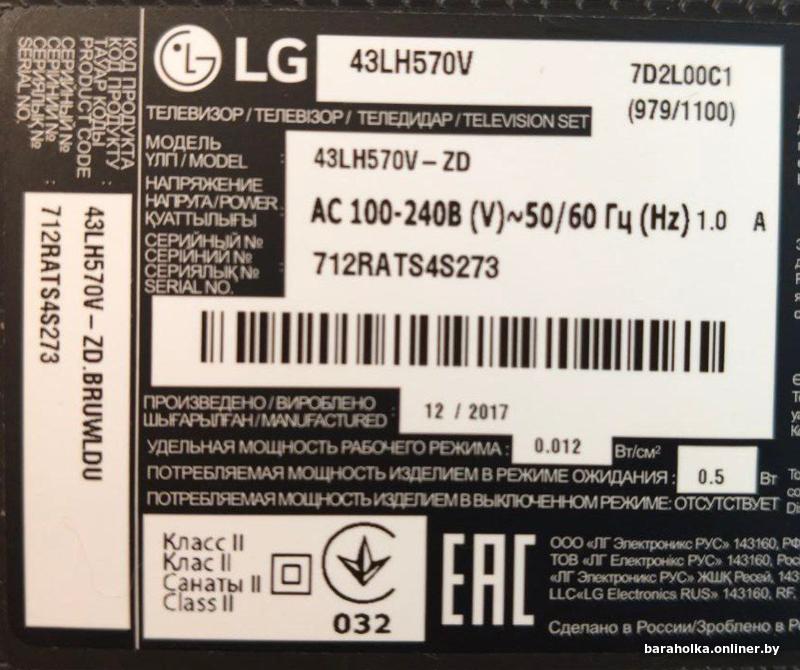 LG
43LH570V
7D2L00C1
(979/1100)
ТЕЛЕВИЗОР / ТЕЛЕВІЗОР / ТЕЛЕДИДАР / TELEVISION SET
МОДЕЛЬ
ҮЛГІ / MODEL : 43LH570V – ZD
НАПРЯЖЕНИЕ
НАПРУГА / POWER : AC 100-240В (V)~50/60 Гц (Hz) 1.0 A
ҚУАТТЫЛЫҒЫ
СЕРИЙНЫЙ №
СЕРІЙНИЙ № : 712RATS4S273
СЕРИЯЛЫҚ №
SERIAL NO.
ПРОИЗВЕДЕНО / ВИРОБЛЕНО
ШЫҒАРЫЛҒАН / MANUFACTURED : 12 / 2017
УДЕЛЬНАЯ МОЩНОСТЬ РАБОЧЕГО РЕЖИМА : 0.012 Вт/см²
ПОТРЕБЛЯЕМАЯ МОЩНОСТЬ ИЗДЕЛИЕМ В РЕЖИМЕ ОЖИДАНИЯ : 0.5 Вт
ПОТРЕБЛЯЕМАЯ МОЩНОСТЬ ИЗДЕЛИЕМ В ВЫКЛЮЧЕННОМ РЕЖИМЕ: ОТСУТСТВУЕТ
Класс II
Клас II
Санаты II
Class II
032
EAC
ООО «ЛГ Электроникс РУС» 143160, РФ
ТОВ «ЛГ Електронікс РУС» 143160, Рос
«ЛГ Электроникс РУС» ЖШҚ Ресей, 143
LLC«LG Electronics RUS» 143160, RF.
Сделано в России/Зроблено в Р
КОД ПРОДУКТА
КОД ПРОДУКТУ
ТАУАР КОДЫ
PRODUCT CODE : 43LH570V – ZD.BRUWLDU
СЕРИЙНЫЙ №
СЕРІЙНИЙ №
СЕРИЯЛЫҚ №
SERIAL NO. : 712RATS4S273
baraholka.onliner.by